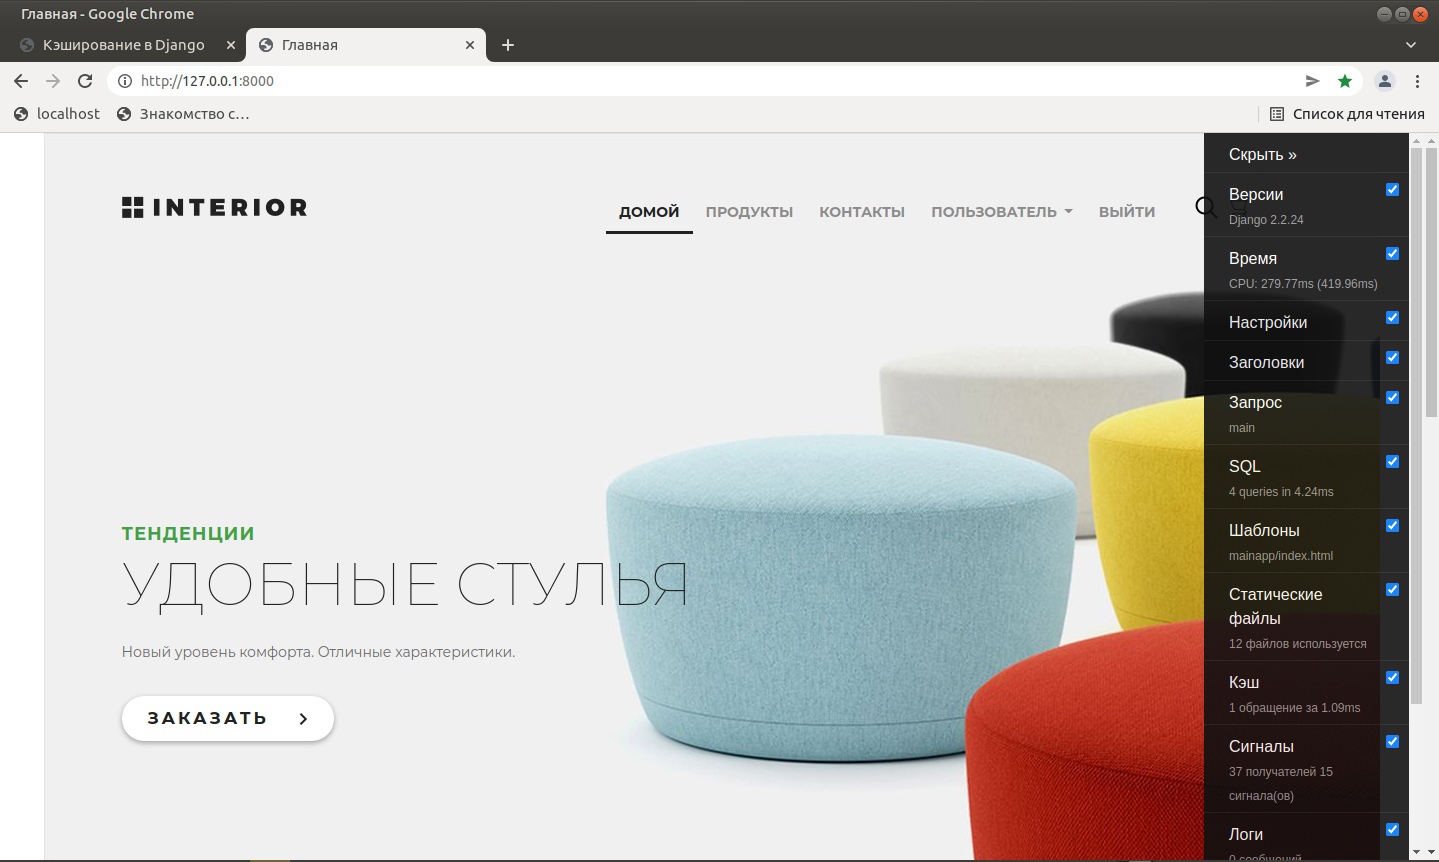 Главная - Google Chrome
Кэширование в Django
Главная
http://127.0.0.1:8000
localhost
Знакомство с…
Список для чтения
INTERIOR
ДОМОЙ
ПРОДУКТЫ
КОНТАКТЫ
ПОЛЬЗОВАТЕЛЬ
ВЫЙТИ
ТЕНДЕНЦИИ
УДОБНЫЕ СТУЛЬЯ
Новый уровень комфорта. Отличные характеристики.
ЗАКАЗАТЬ
Скрыть »
Версии
Django 2.2.24
Время
CPU: 279.77ms (419.96ms)
Настройки
Заголовки
Запрос
main
SQL
4 queries in 4.24ms
Шаблоны
mainapp/index.html
Статические
файлы
12 файлов используется
Кэш
1 обращение за 1.09ms
Сигналы
37 получателей 15
сигнала(ов)
Логи
0 сообщений